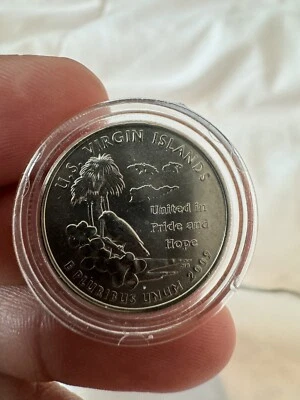 U.S. VIRGIN ISLANDS
United in
Pride and
Hope
E PLURIBUS UNUM 2009